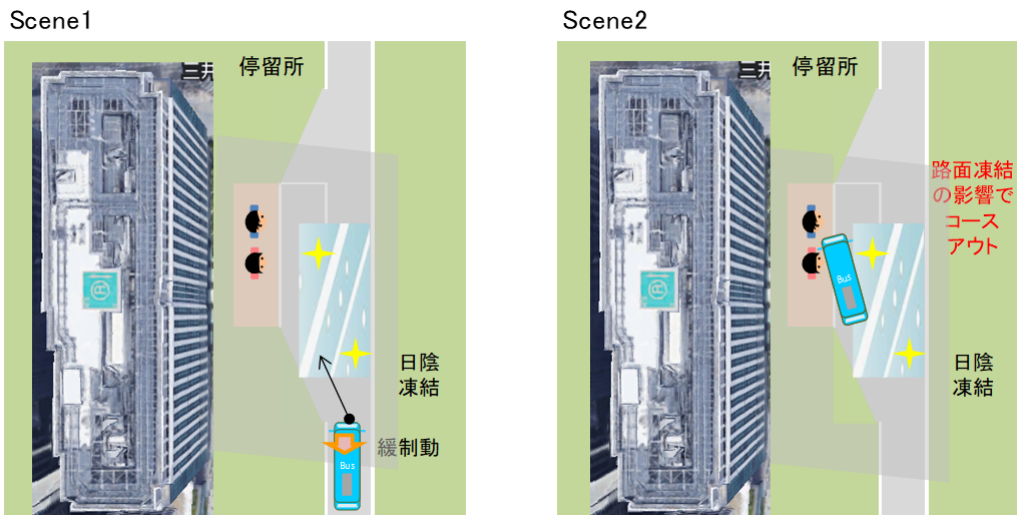 Scene1
停留所
日陰
凍結
緩制動
Bus
Scene2
停留所
路面凍結
の影響で
コース
アウト
Bus
日陰
凍結